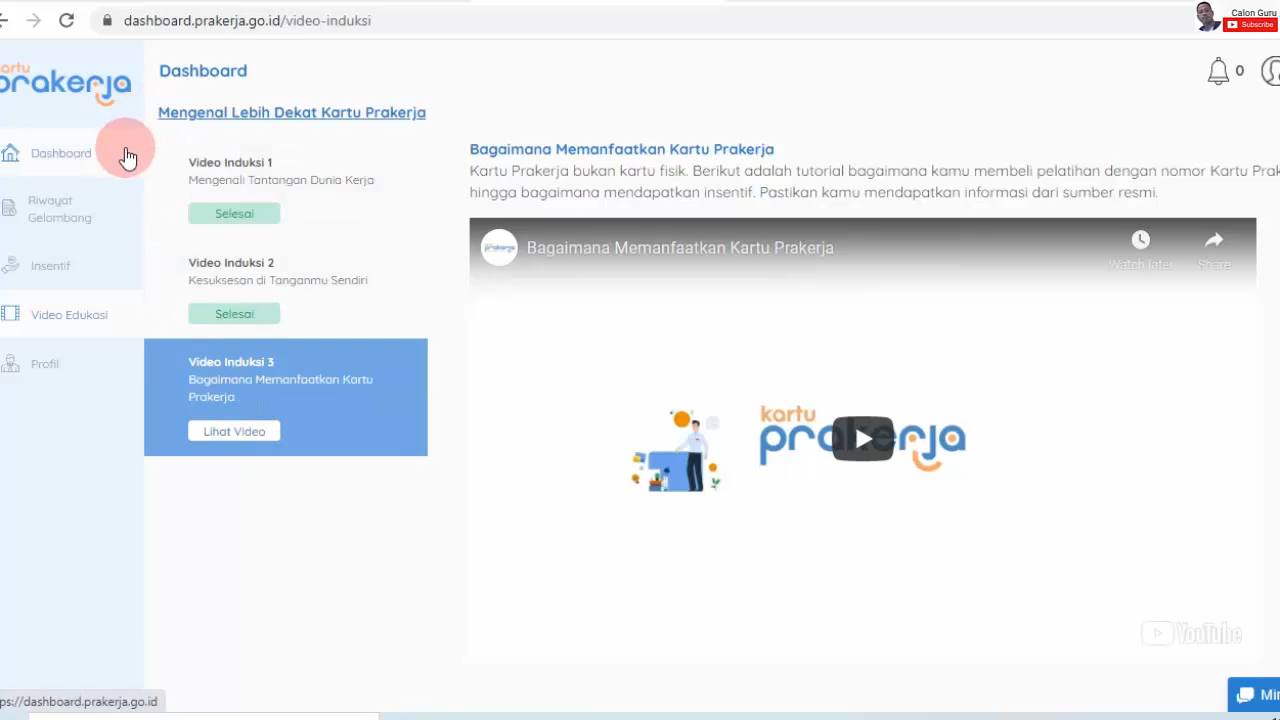 dashboard.prakerja.go.id/video-induksi
Calon Guru
Subscribe
kartu
prakerja
Dashboard
0
Mengenal Lebih Dekat Kartu Prakerja
Dashboard
Riwayat
Gelombang
Insentif
Video Edukasi
Profil
Video Induksi 1
Mengenali Tantangan Dunia Kerja
Selesai
Video Induksi 2
Kesuksesan di Tanganmu Sendiri
Selesai
Video Induksi 3
Bagaimana Memanfaatkan Kartu
Prakerja
Lihat Video
Bagaimana Memanfaatkan Kartu Prakerja
Kartu Prakerja bukan kartu fisik. Berikut adalah tutorial bagaimana kamu membeli pelatihan dengan nomor Kartu Prak
hingga bagaimana mendapatkan insentif. Pastikan kamu mendapatkan informasi dari sumber resmi.
prakerja
Bagaimana Memanfaatkan Kartu Prakerja
Watch later
Share
kartu
prakerja
YouTube
ps://dashboard.prakerja.go.id
Min